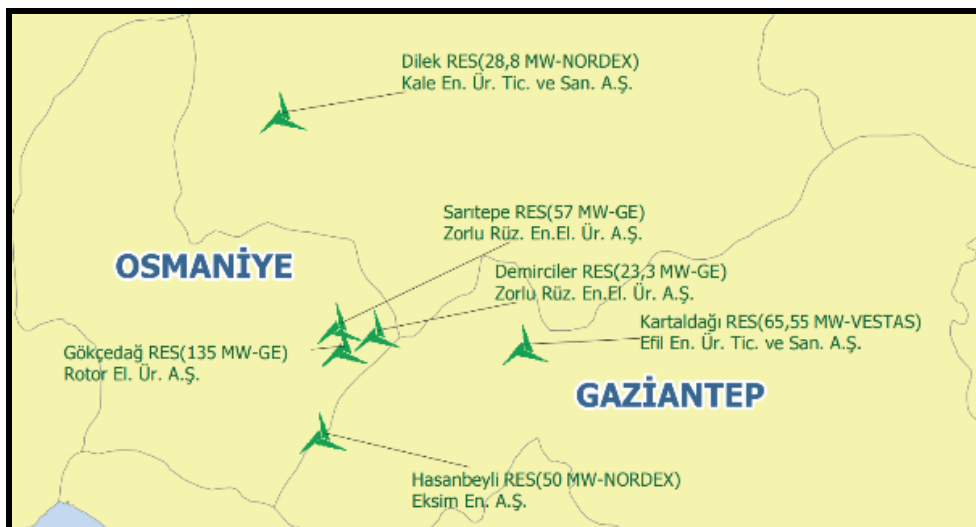 Dilek RES(28,8 MW-NORDEX)
Kale En. Ür. Tic. ve San. A.Ş.
Sarıtepe RES(57 MW-GE)
Zorlu Rüz. En.El. Ür. A.Ş.
OSMANİYE
Demirciler RES(23,3 MW-GE)
Zorlu Rüz. En.El. Ür. A.Ş.
Kartaldağı RES(65,55 MW-VESTAS)
Efil En. Ür. Tic. ve San. A.Ş.
Gökçedağ RES(135 MW-GE)
Rotor El. Ür. A.Ş.
GAZİANTEP
Hasanbeyli RES(50 MW-NORDEX)
Eksim En. A.Ş.